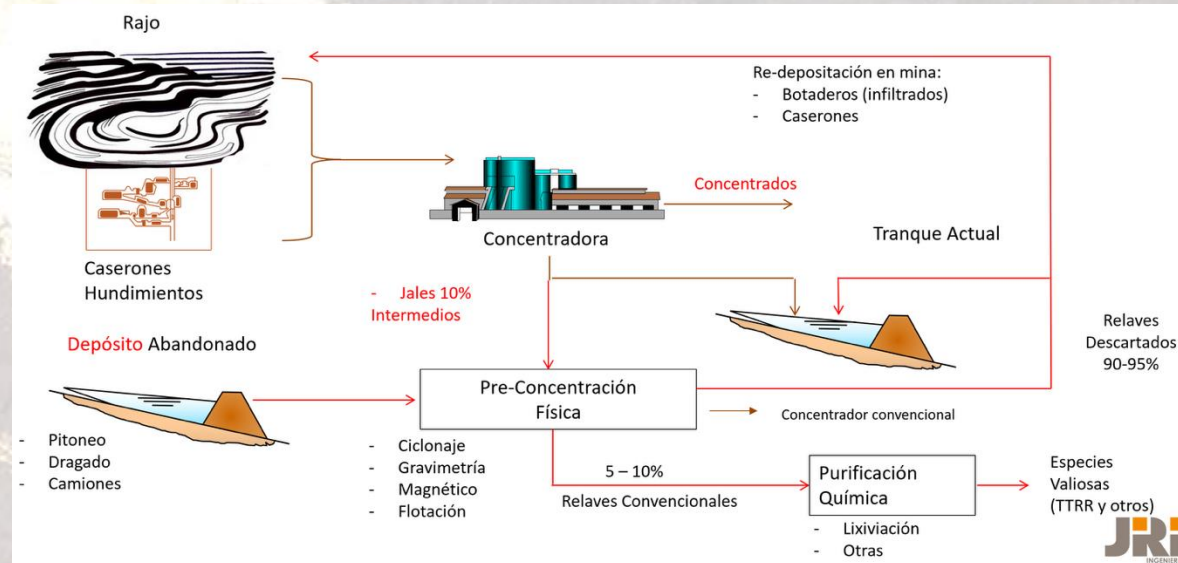 Rajo
Re-depositación en mina:
- Botaderos (infiltrados)
- Caserones
Concentrados
Concentradora
Tranque Actual
Caserones
Hundimientos
- Jales 10%
Intermedios
Relaves
Descartados
90-95%
Depósito Abandonado
Pre-Concentración
Física
Concentrador convencional
- Pitoneo
- Dragado
- Camiones
- Ciclonaje
- Gravimetría
- Magnético
- Flotación
5 – 10%
Relaves Convencionales
Purificación
Química
Especies
Valiosas
(TTRR y otros)
- Lixiviación
- Otras
JRI
INGENIERÍA